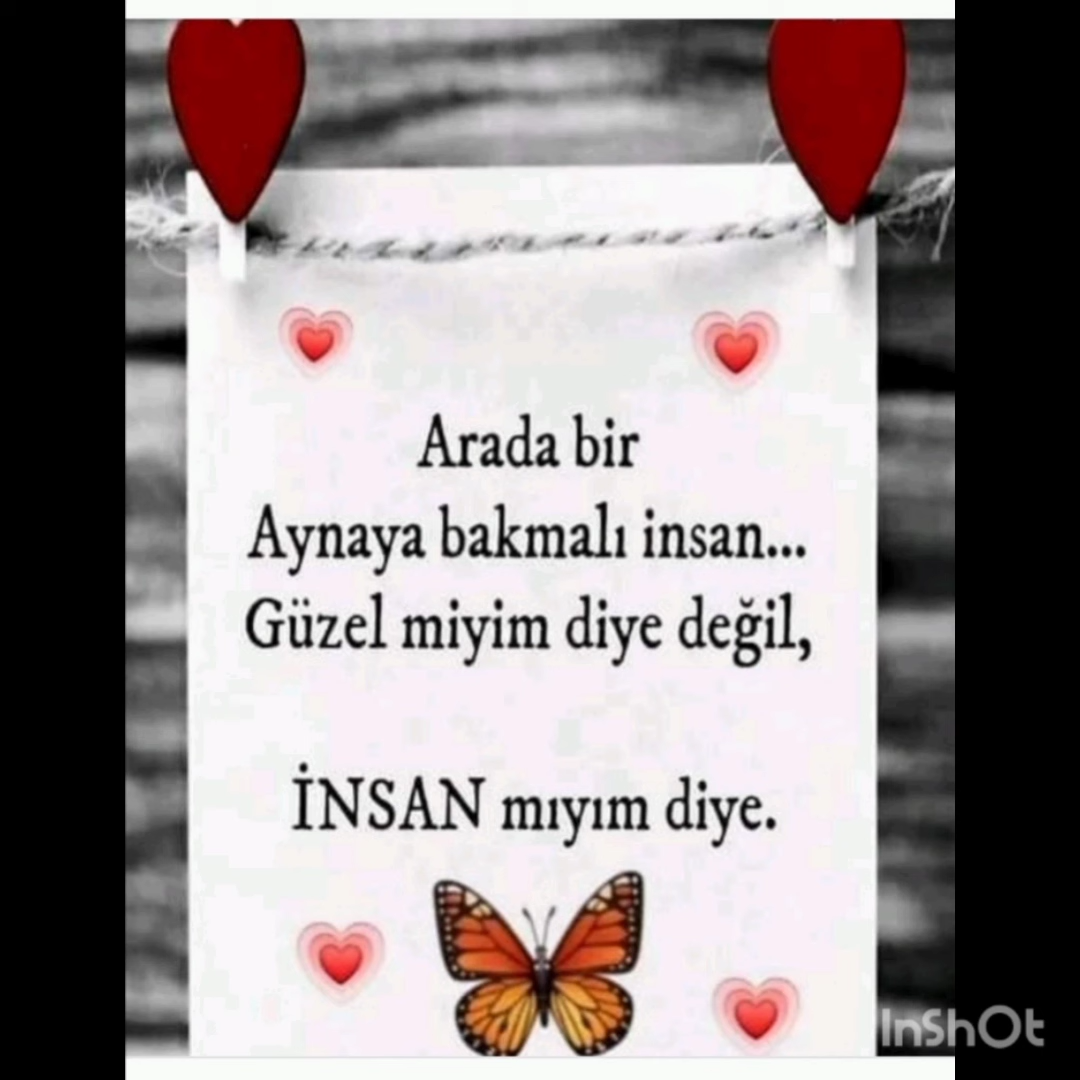 Arada bir
Aynaya bakmalı insan...
Güzel miyim diye değil,
İNSAN mıyım diye.
InShOt